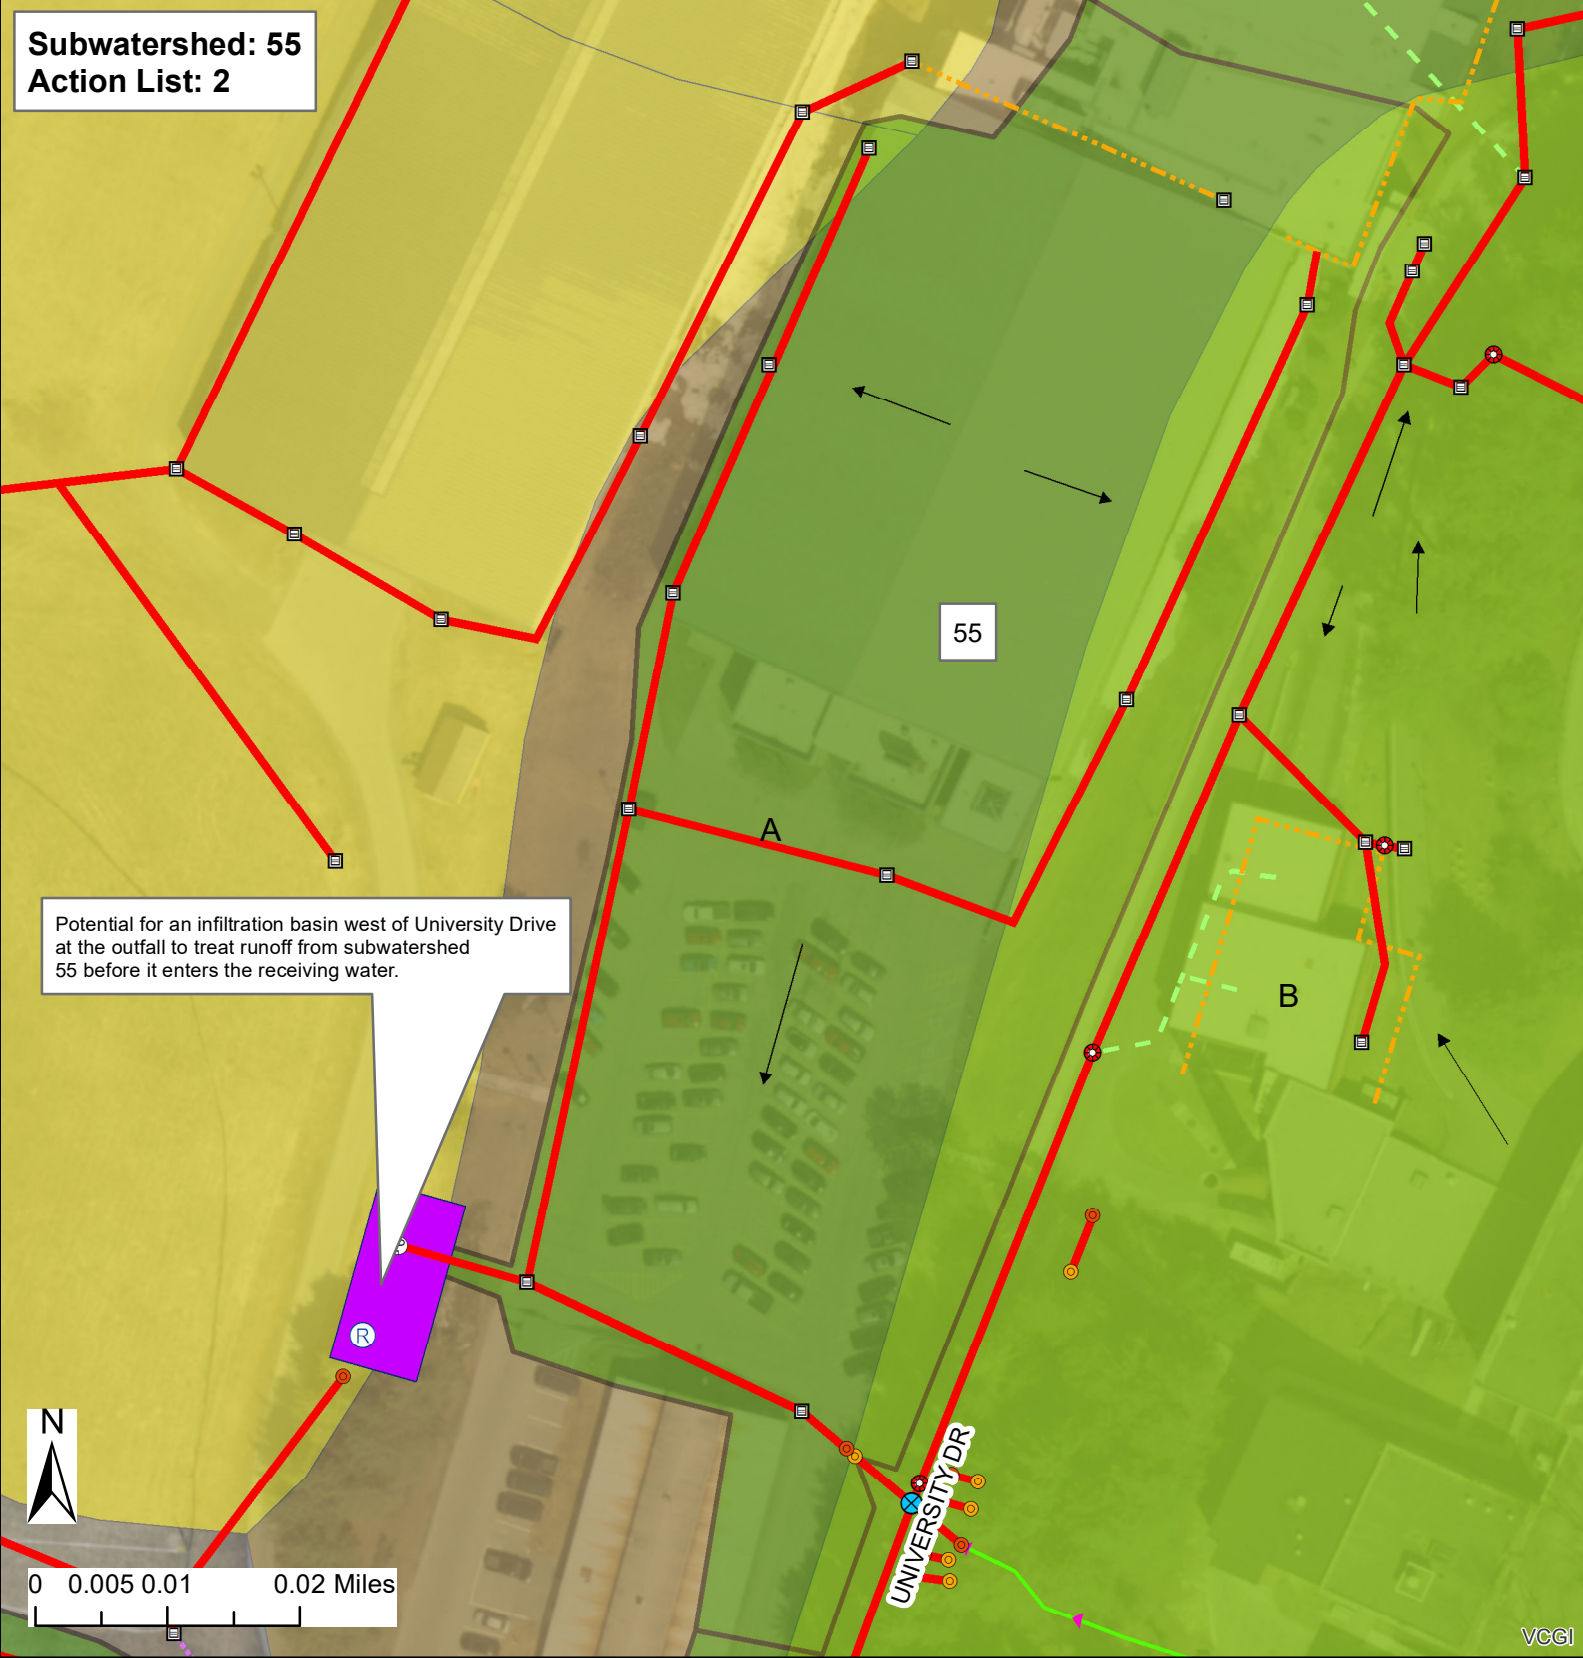 Subwatershed: 55
Action List: 2
55
A
Potential for an infiltration basin west of University Drive
at the outfall to treat runoff from subwatershed
55 before it enters the receiving water.
B
R
N
UNIVERSITY DR
0 0.005 0.01 0.02 Miles
VCGI